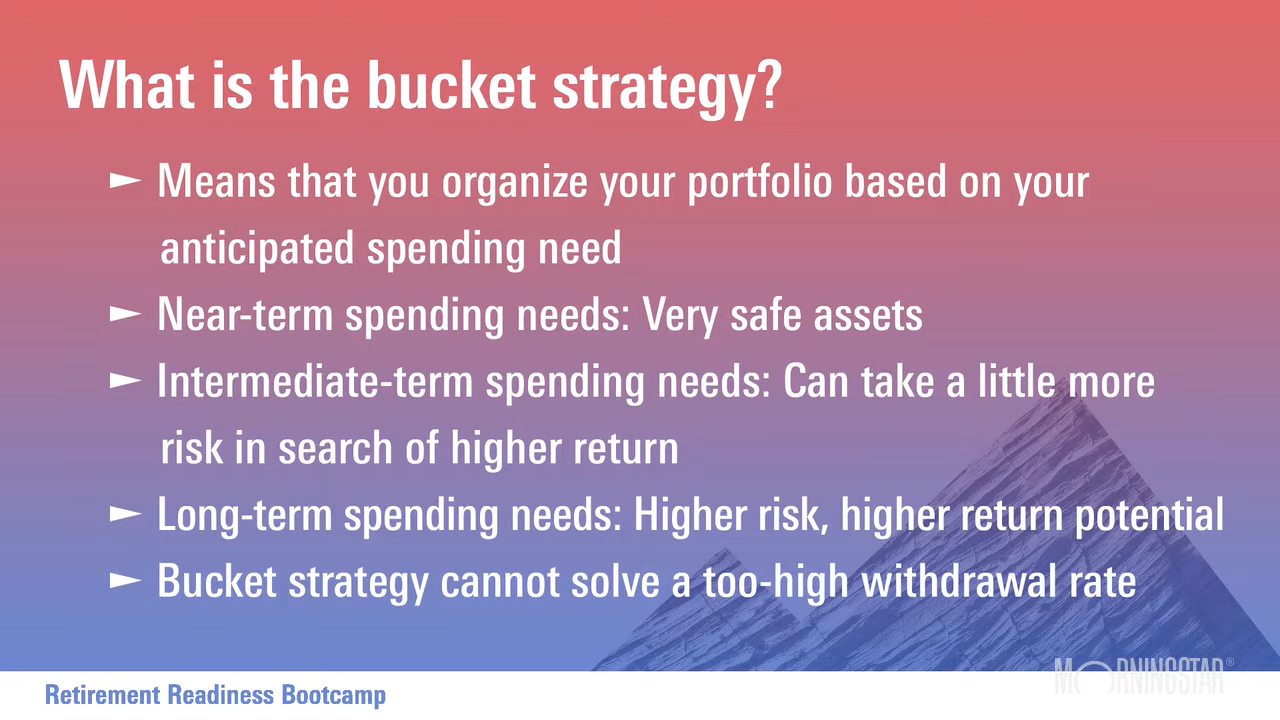 What is the bucket strategy?
► Means that you organize your portfolio based on your
anticipated spending need
► Near-term spending needs: Very safe assets
► Intermediate-term spending needs: Can take a little more
risk in search of higher return
► Long-term spending needs: Higher risk, higher return potential
► Bucket strategy cannot solve a too-high withdrawal rate
MORNINGSTAR®
Retirement Readiness Bootcamp